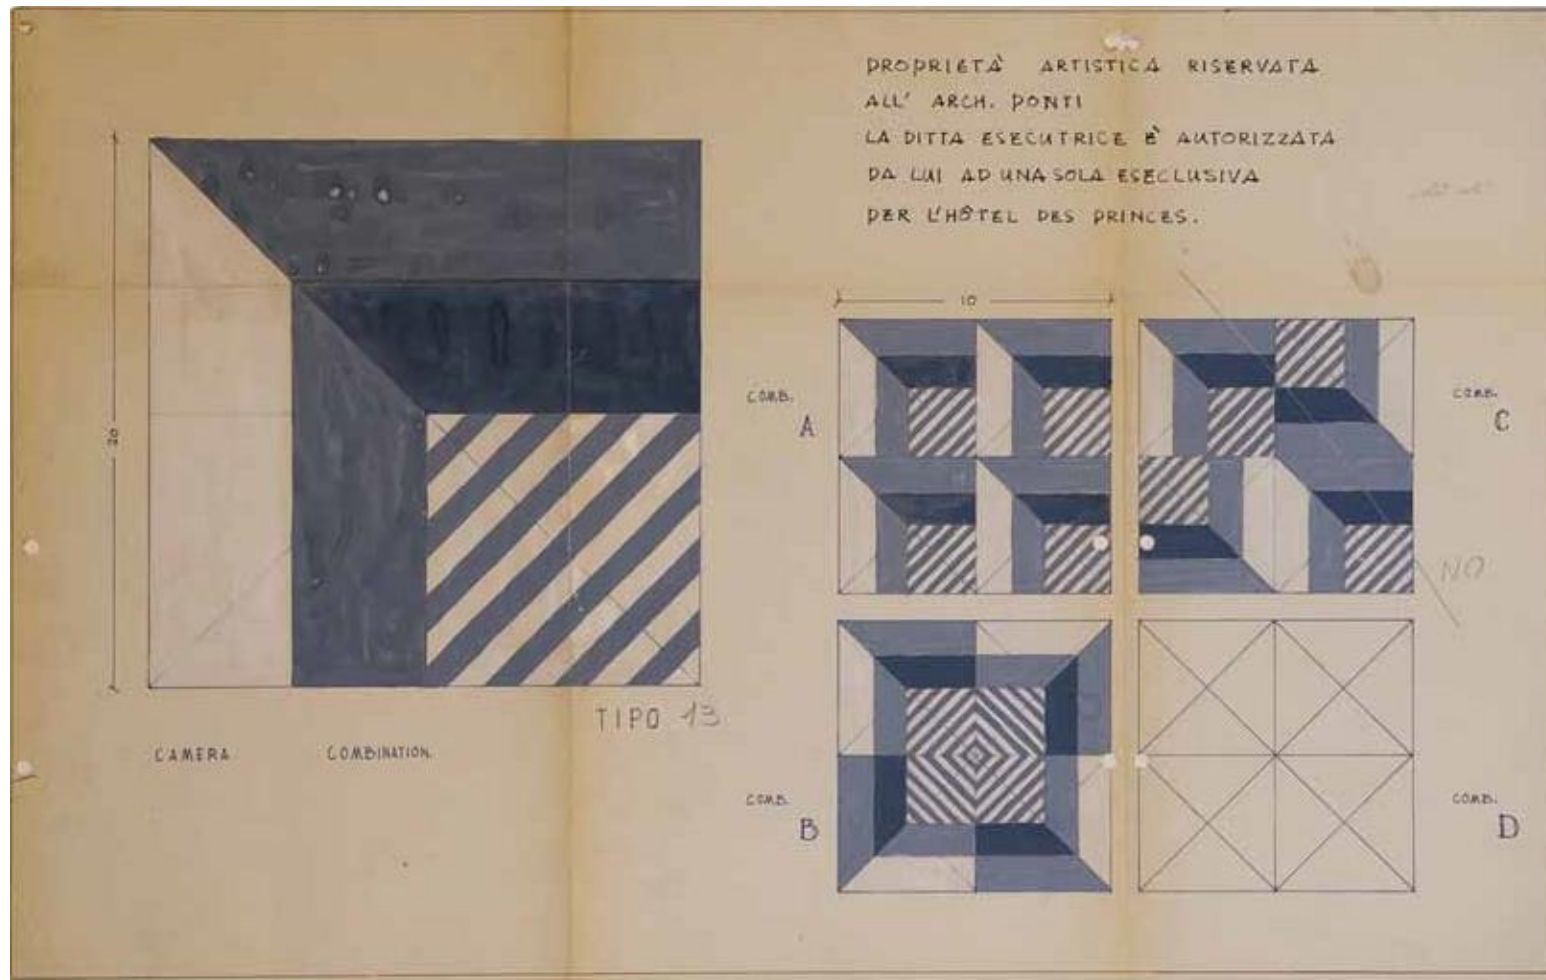 PROPRIETÀ ARTISTICA RISERVATA
ALL' ARCH. PONTI
LA DITTA ESECUTRICE È AUTORIZZATA
DA LUI AD UNA SOLA ESECLUSIVA
PER L'HÔTEL DES PRINCES.
20
10
COMB.
A
COMB.
C
NO
TIPO 13
CAMERA COMBINATION.
COMB.
B
COMB.
D